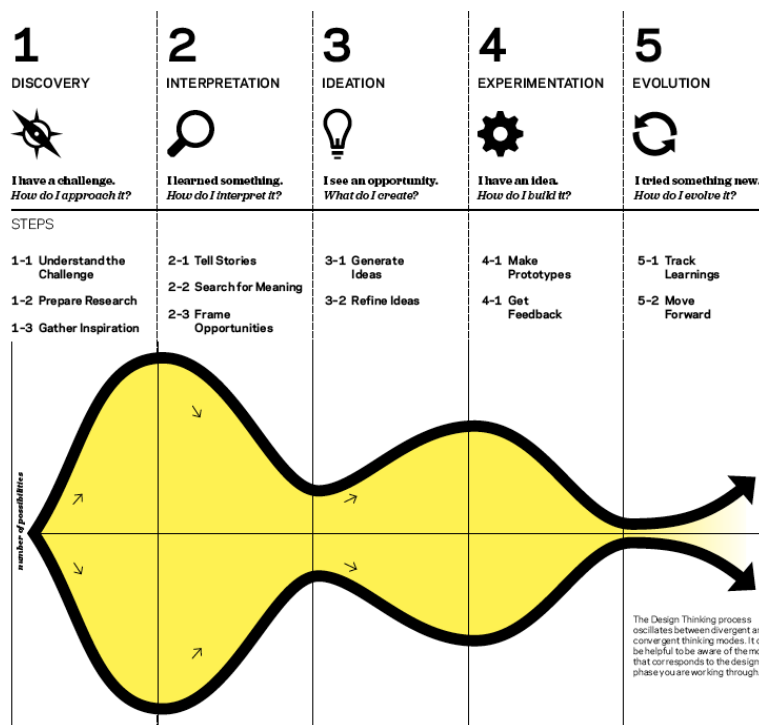 1
DISCOVERY
I have a challenge.
How do I approach it?
2
INTERPRETATION
I learned something.
How do I interpret it?
3
IDEATION
I see an opportunity.
What do I create?
4
EXPERIMENTATION
I have an idea.
How do I build it?
5
EVOLUTION
I tried something new.
How do I evolve it?
STEPS
1-1 Understand the
Challenge
1-2 Prepare Research
1-3 Gather Inspiration
2-1 Tell Stories
2-2 Search for Meaning
2-3 Frame
Opportunities
3-1 Generate
Ideas
3-2 Refine Ideas
4-1 Make
Prototypes
4-1 Get
Feedback
5-1 Track
Learnings
5-2 Move
Forward
number of possibilities
The Design Thinking process
oscillates between divergent
convergent thinking modes. It
be helpful to be aware of the
that corresponds to the design
phase you are working through.